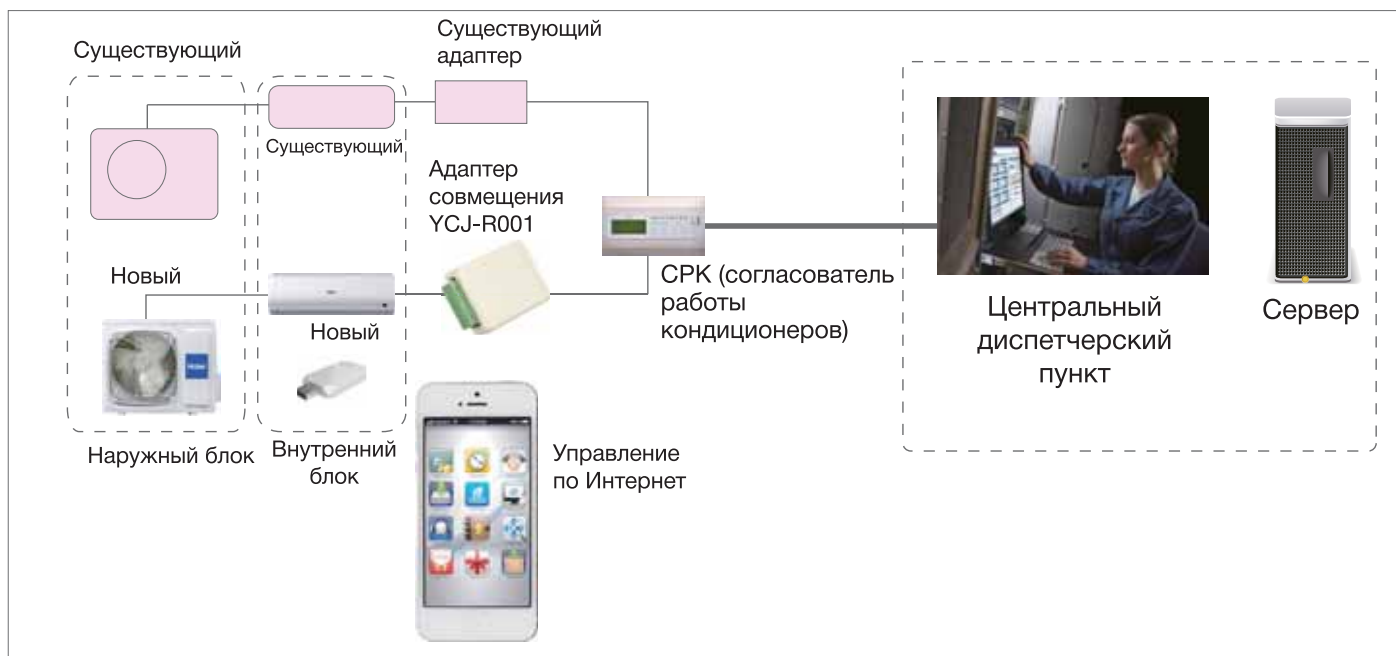 Существующий
Существующий
адаптер
Существующий
Адаптер
совмещения
YCJ-R001
Новый
Новый
СРК (согласователь
работы
кондиционеров)
Центральный
диспетчерский
пункт
Сервер
Haier
Наружный блок
Внутренний
блок
Управление
по Интернет